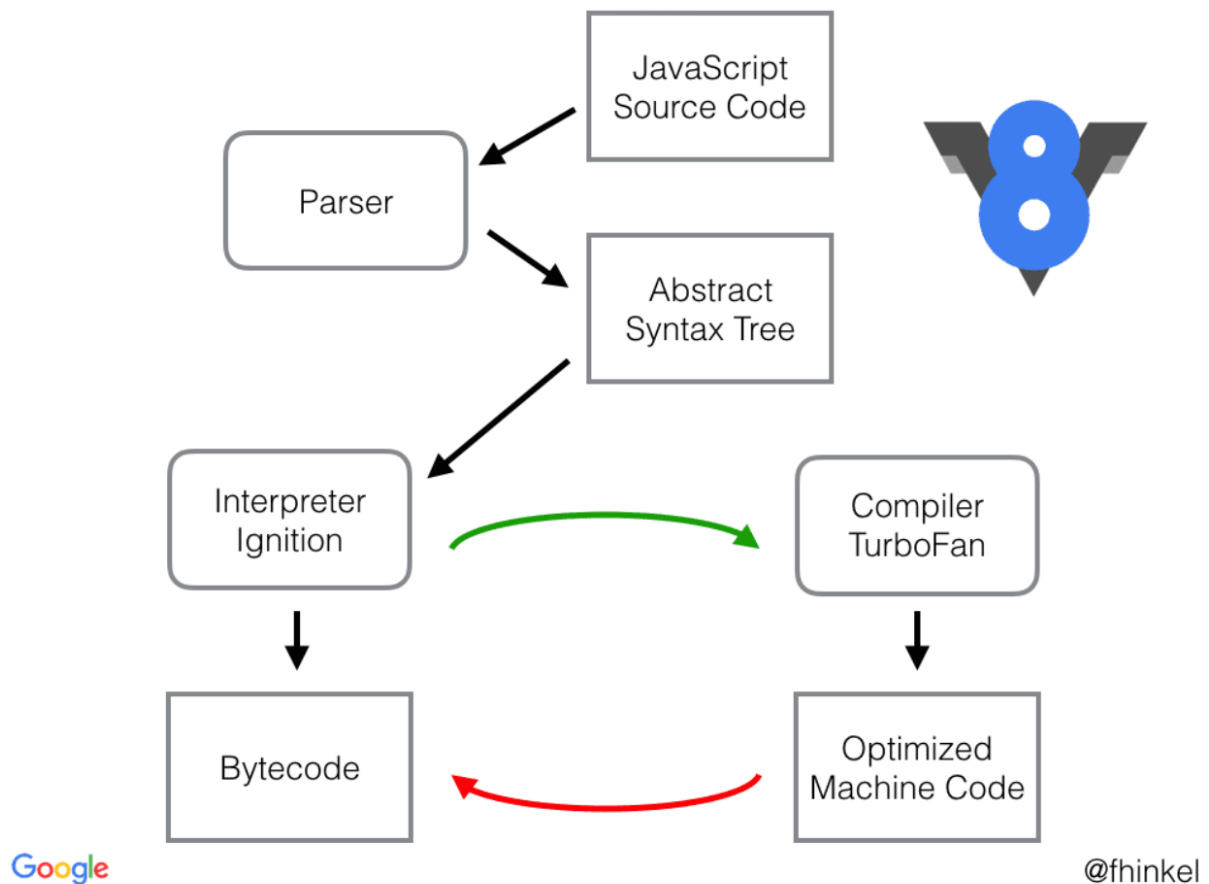 JavaScript
Source Code
Parser
Abstract
Syntax Tree
Interpreter
Ignition
Compiler
TurboFan
Bytecode
Optimized
Machine Code
Google
@fhinkel